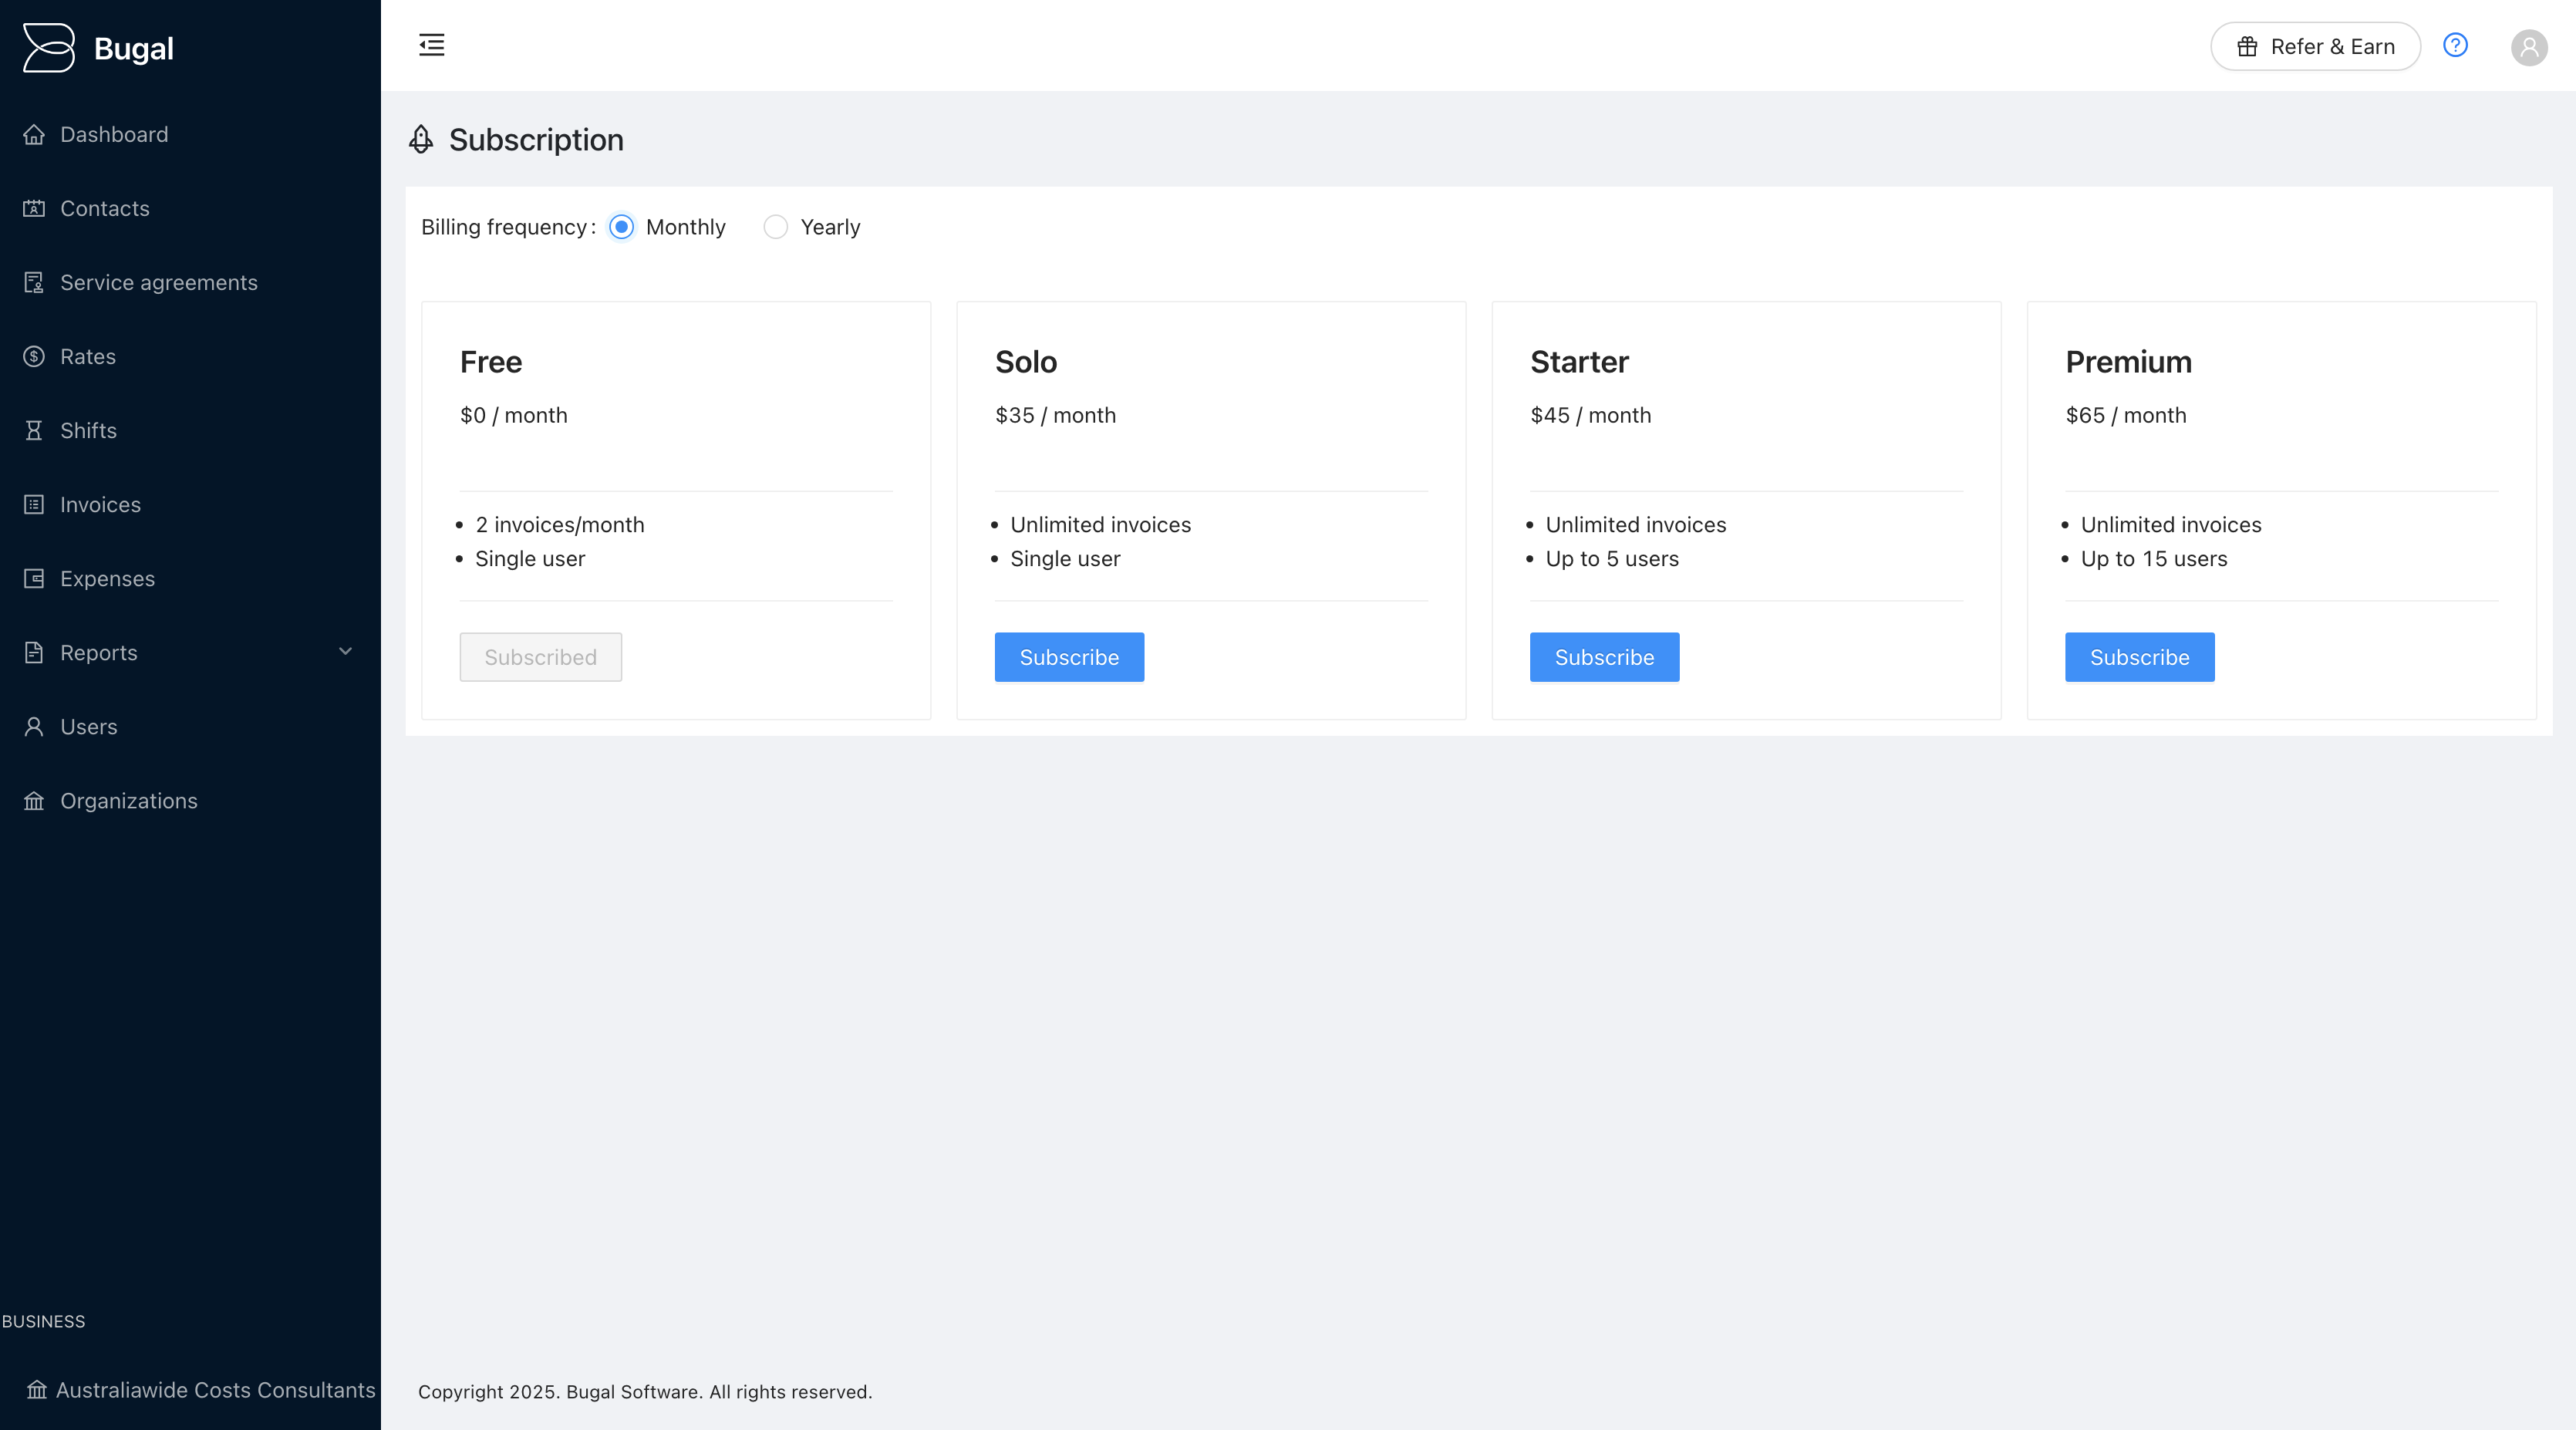 Bugal
Dashboard
Contacts
Service agreements
Rates
Shifts
Invoices
Expenses
Reports
Users
Organizations
BUSINESS
Australiawide Costs Consultants
Refer & Earn
Subscription
Billing frequency: Monthly Yearly
Free
$0 / month
2 invoices/month
Single user
Subscribed
Solo
$35 / month
Unlimited invoices
Single user
Subscribe
Starter
$45 / month
Unlimited invoices
Up to 5 users
Subscribe
Premium
$65 / month
Unlimited invoices
Up to 15 users
Subscribe
Copyright 2025. Bugal Software. All rights reserved.